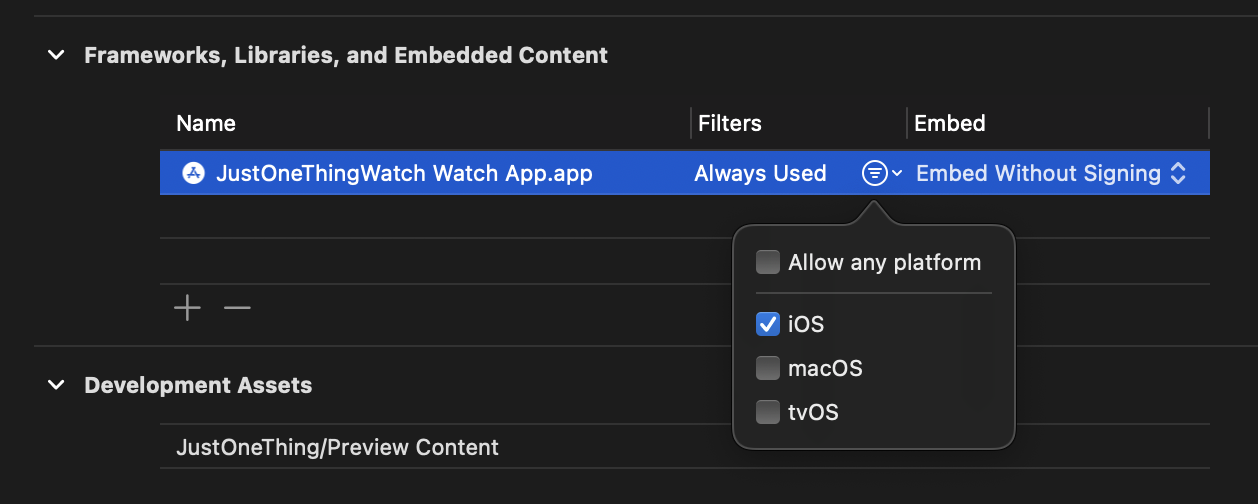 Frameworks, Libraries, and Embedded Content
Name Filters Embed
JustOneThingWatch Watch App.app Always Used Embed Without Signing
Allow any platform
iOS
macOS
tvOS
Development Assets
JustOneThing/Preview Content